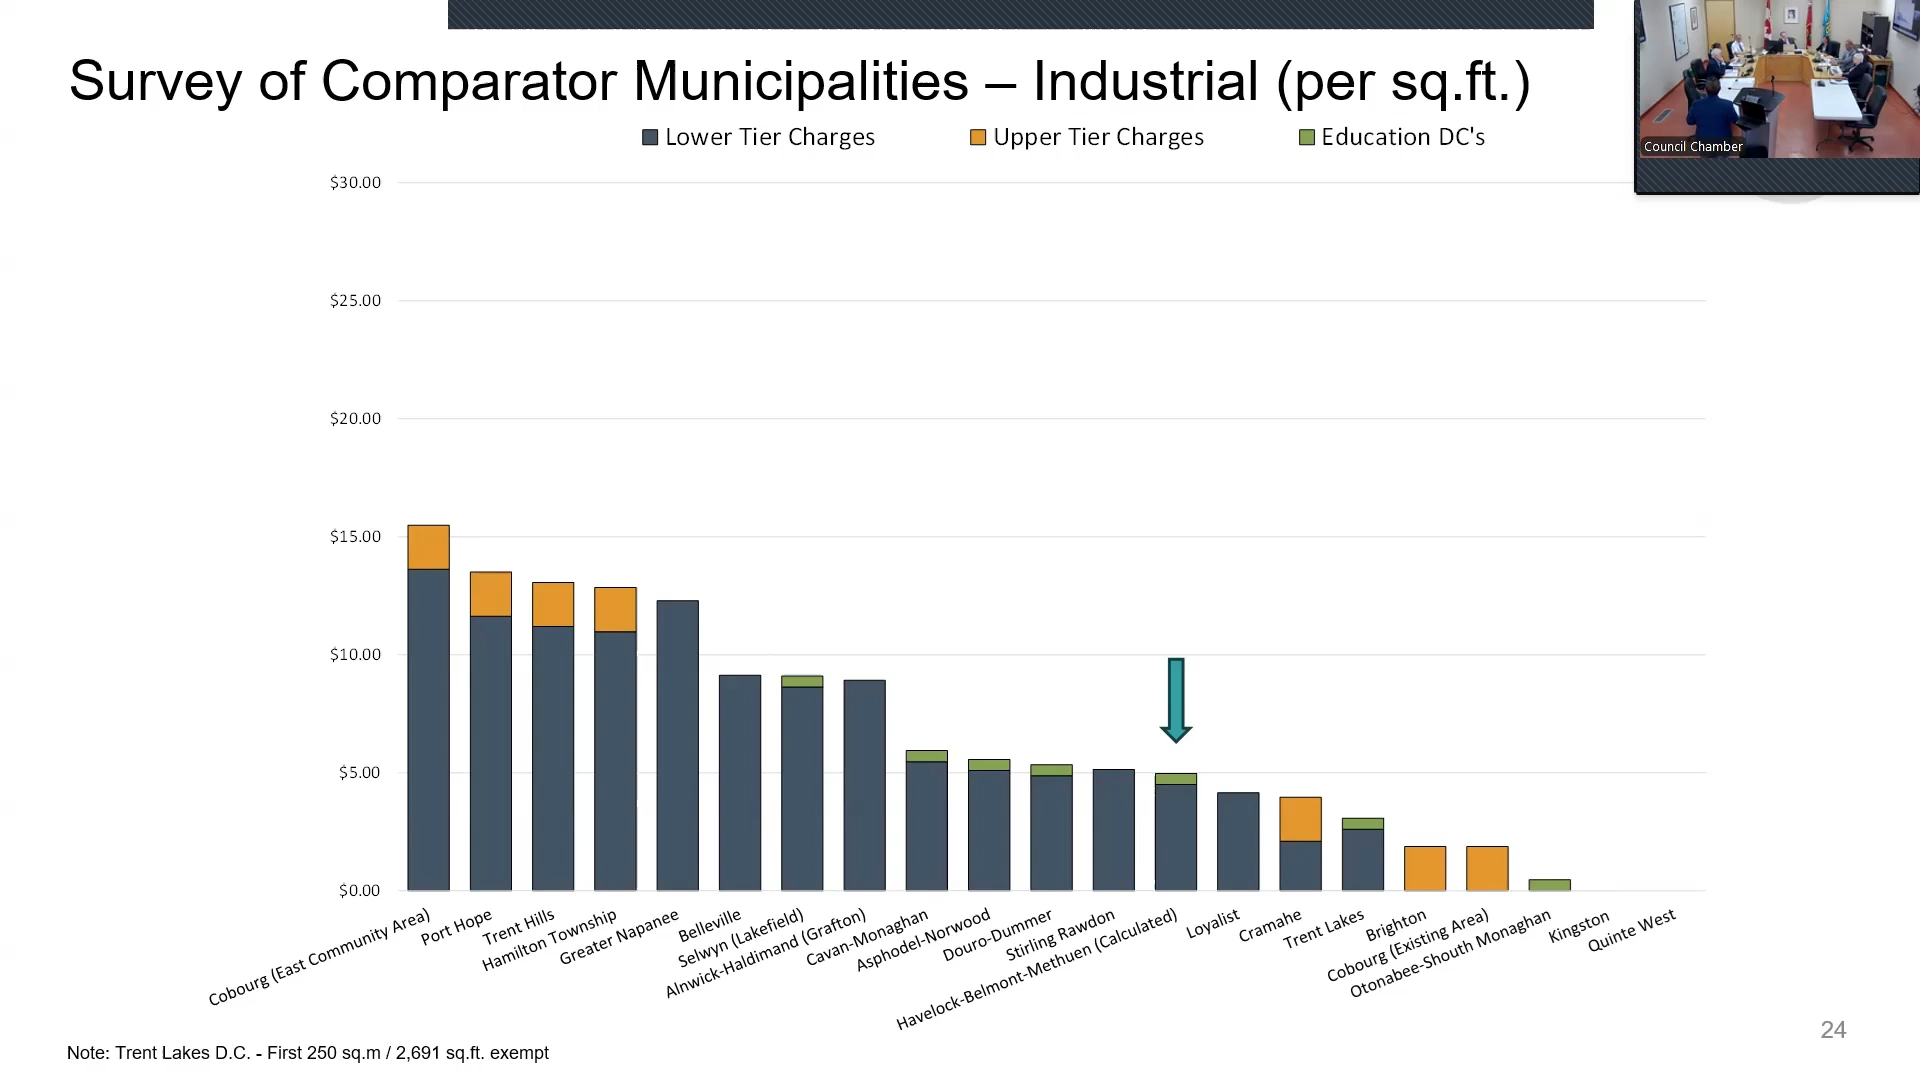 Survey of Comparator Municipalities – Industrial (per sq.ft.)
Council Chamber
Lower Tier Charges
Upper Tier Charges
Education DC's
$30.00
$25.00
$20.00
$15.00
$10.00
$5.00
$0.00
Cobourg (East Community Area)
Port Hope
Trent Hills
Hamilton Township
Greater Napanee
Belleville
Selwyn (Lakefield)
Alnwick-Haldimand (Grafton)
Cavan-Monaghan
Asphodel-Norwood
Douro-Dummer
Stirling Rawdon
Havelock-Belmont-Methuen (Calculated)
Loyalist
Cramahe
Trent Lakes
Brighton
Cobourg (Existing Area)
Otonabee-Shouth Monaghan
Kingston
Quinte West
Note: Trent Lakes D.C. - First 250 sq.m / 2,691 sq.ft. exempt
24